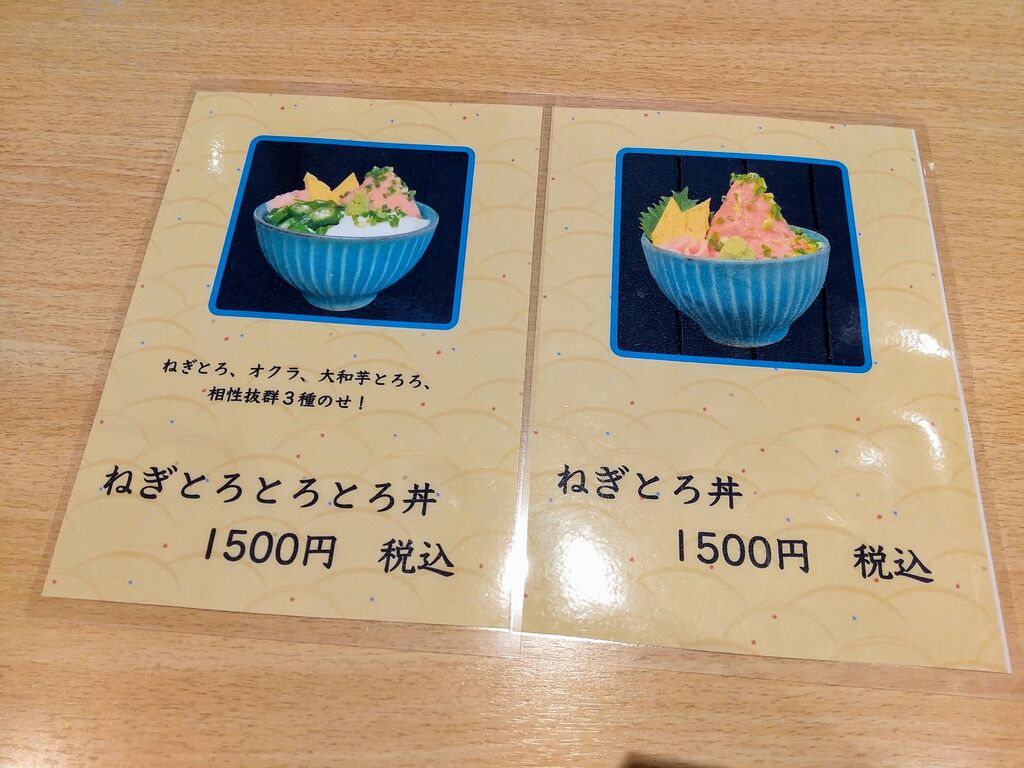 ねぎとろ、オクラ、大和芋とろろ、
相性抜群3種のせ!
ねぎとろとろとろ丼
1500円 税込
ねぎとろ丼
1500円 税込